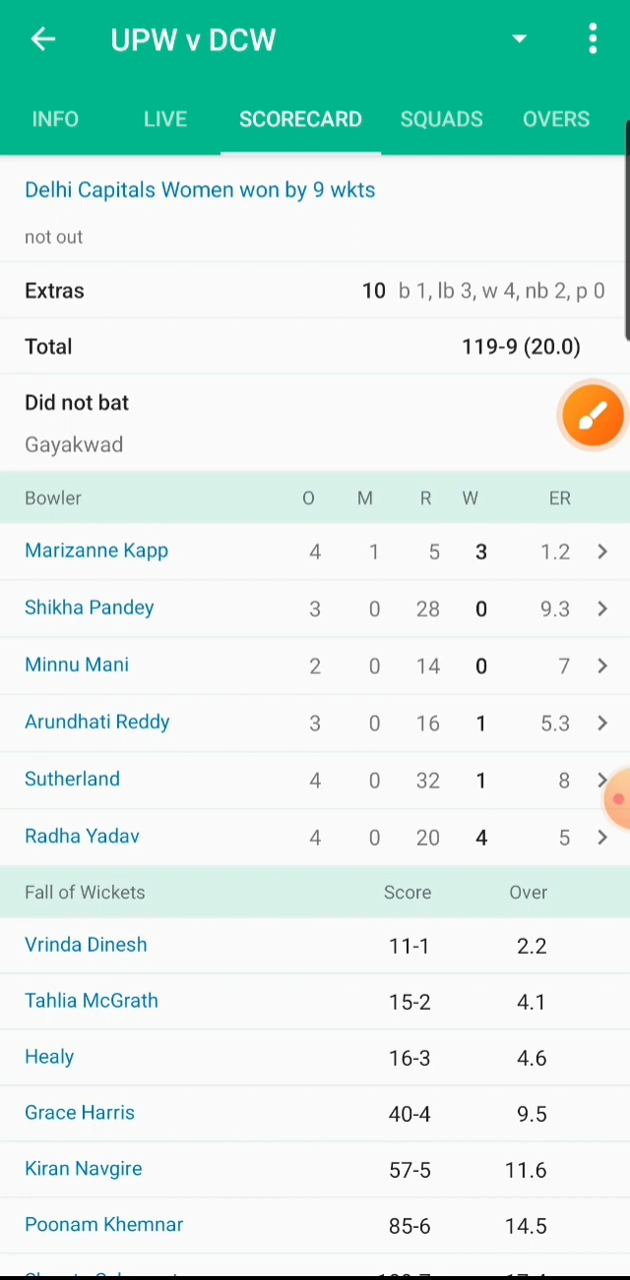 UPW v DCW
INFO LIVE SCORECARD SQUADS OVERS
Delhi Capitals Women won by 9 wkts
not out
Extras 10 b 1, lb 3, w 4, nb 2, p 0
Total 119-9 (20.0)
Did not bat
Gayakwad
Bowler O M R W ER
Marizanne Kapp 4 1 5 3 1.2
Shikha Pandey 3 0 28 0 9.3
Minnu Mani 2 0 14 0 7
Arundhati Reddy 3 0 16 1 5.3
Sutherland 4 0 32 1 8
Radha Yadav 4 0 20 4 5
Fall of Wickets Score Over
Vrinda Dinesh 11-1 2.2
Tahlia McGrath 15-2 4.1
Healy 16-3 4.6
Grace Harris 40-4 9.5
Kiran Navgire 57-5 11.6
Poonam Khemnar 85-6 14.5